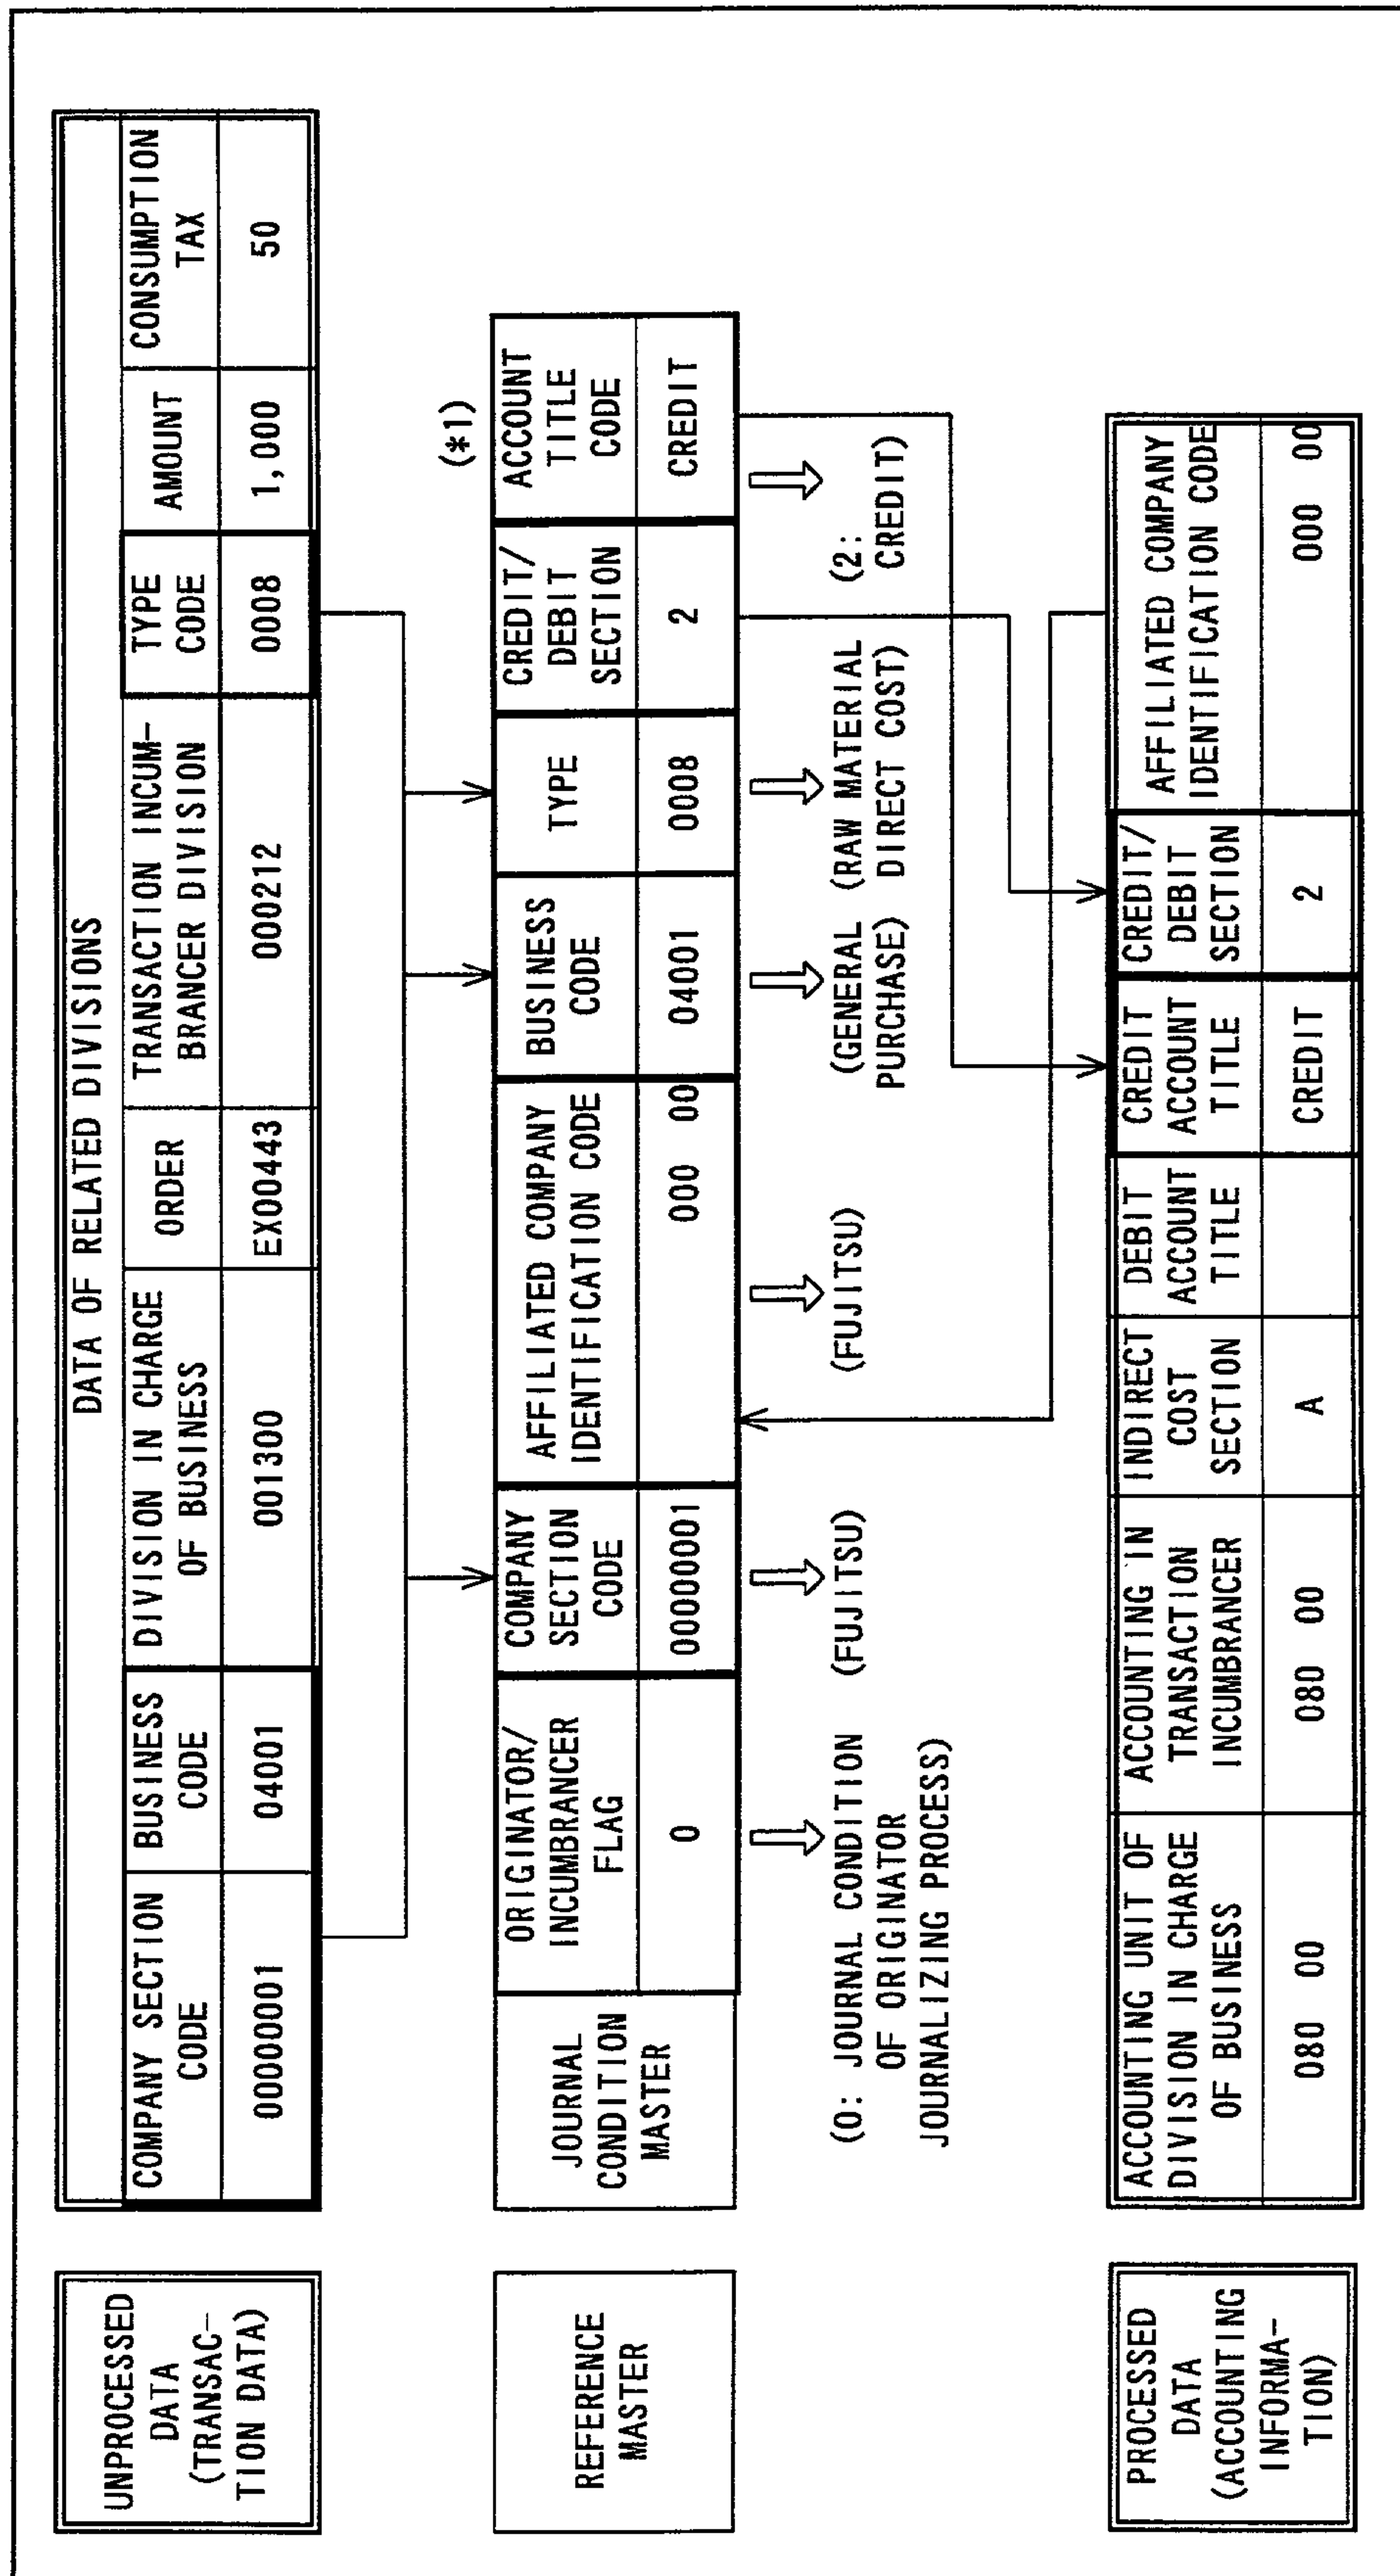 UNPROCESSED
DATA
(TRANSAC-
TION DATA)
DATA OF RELATED DIVISIONS
COMPANY SECTION
CODE
BUSINESS
CODE
DIVISION IN CHARGE
OF BUSINESS
ORDER
TRANSACTION INCUM-
BRANCER DIVISION
TYPE
CODE
AMOUNT
CONSUMPTION
TAX
00000001
04001
001300
EX00443
000212
0008
1,000
50
(*1)
REFERENCE
MASTER
JOURNAL
CONDITION
MASTER
ORIGINATOR/
INCUMBRANCER
FLAG
COMPANY
SECTION
CODE
AFFILIATED COMPANY
IDENTIFICATION CODE
BUSINESS
CODE
TYPE
CREDIT/
DEBIT
SECTION
ACCOUNT
TITLE
CODE
0
00000001
000 00
04001
0008
2
CREDIT
(0: JOURNAL CONDITION
OF ORIGINATOR
JOURNALIZING PROCESS)
(FUJITSU)
(FUJITSU)
(GENERAL
PURCHASE)
(RAW MATERIAL
DIRECT COST)
(2:
CREDIT)
PROCESSED
DATA
(ACCOUNTING
INFORMA-
TION)
ACCOUNTING UNIT OF
DIVISION IN CHARGE
OF BUSINESS
ACCOUNTING IN
TRANSACTION
INCUMBRANCER
INDIRECT
COST
SECTION
DEBIT
ACCOUNT
TITLE
CREDIT
ACCOUNT
TITLE
CREDIT/
DEBIT
SECTION
AFFILIATED COMPANY
IDENTIFICATION CODE
080 00
080 00
A
CREDIT
2
000 00